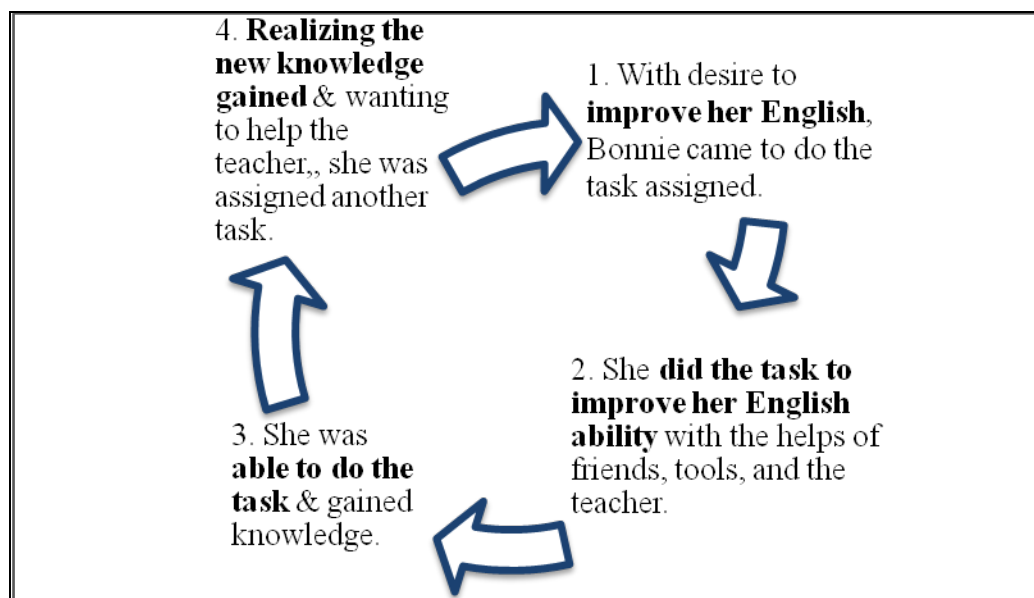 4. Realizing the
new knowledge
gained & wanting
to help the
teacher,, she was
assigned another
task.
1. With desire to
improve her English,
Bonnie came to do the
task assigned.
2. She did the task to
improve her English
ability with the helps of
friends, tools, and the
teacher.
3. She was
able to do the
task & gained
knowledge.